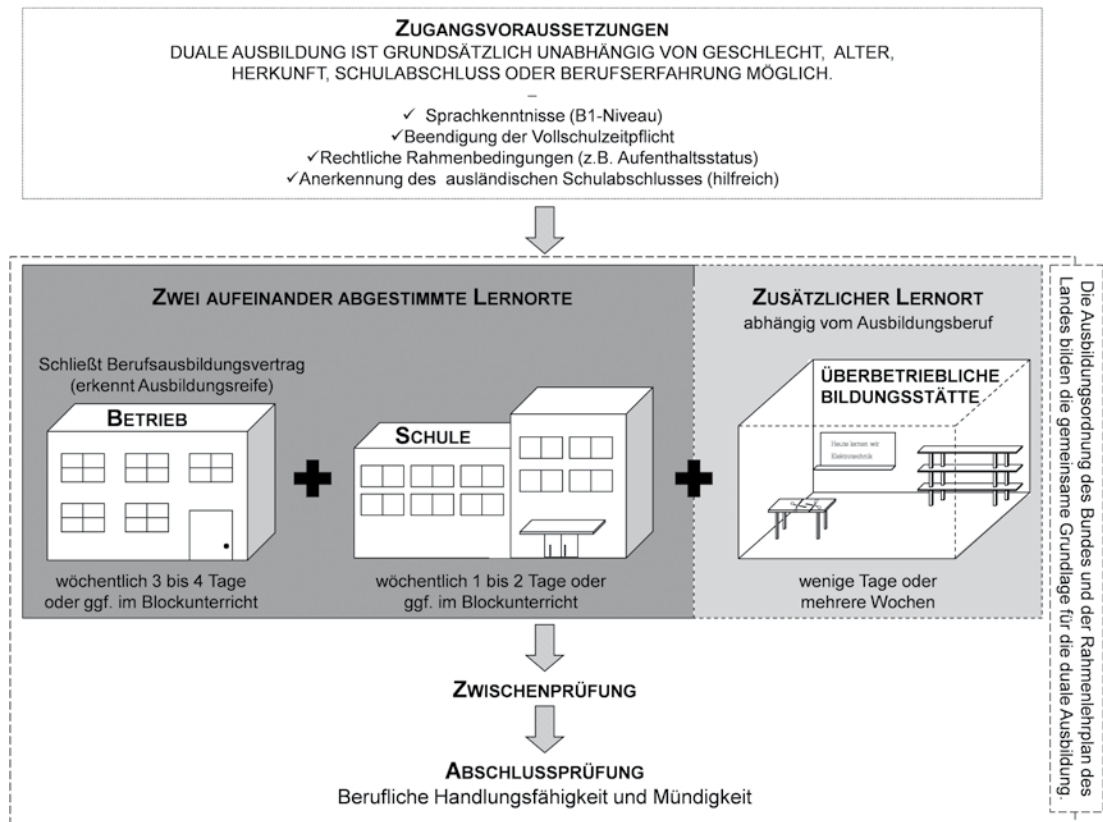 ZUGANGSVORAUSSETZUNGEN
DUALE AUSBILDUNG IST GRUNDSÄTZLICH UNABHÄNGIG VON GESCHLECHT, ALTER,
HERKUNFT, SCHULABSCHLUSS ODER BERUFSERFAHRUNG MÖGLICH.
–
✓ Sprachkenntnisse (B1-Niveau)
✓Beendigung der Vollschulzeitpflicht
✓Rechtliche Rahmenbedingungen (z.B. Aufenthaltsstatus)
✓Anerkennung des ausländischen Schulabschlusses (hilfreich)
ZWEI AUFEINANDER ABGESTIMMTE LERNORTE
Schließt Berufsausbildungsvertrag
(erkennt Ausbildungsreife)
BETRIEB
wöchentlich 3 bis 4 Tage
oder ggf. im Blockunterricht
SCHULE
wöchentlich 1 bis 2 Tage oder
ggf. im Blockunterricht
ZUSÄTZLICHER LERNORT
abhängig vom Ausbildungsberuf
ÜBERBETRIEBLICHE
BILDUNGSSTÄTTE
Heute lernen wir
Elektrotechnik
wenige Tage oder
mehrere Wochen
Die Ausbildungsordnung des Bundes und der Rahmenlehrplan des
Landes bilden die gemeinsame Grundlage für die duale Ausbildung.
ZWISCHENPRÜFUNG
ABSCHLUSSPRÜFUNG
Berufliche Handlungsfähigkeit und Mündigkeit